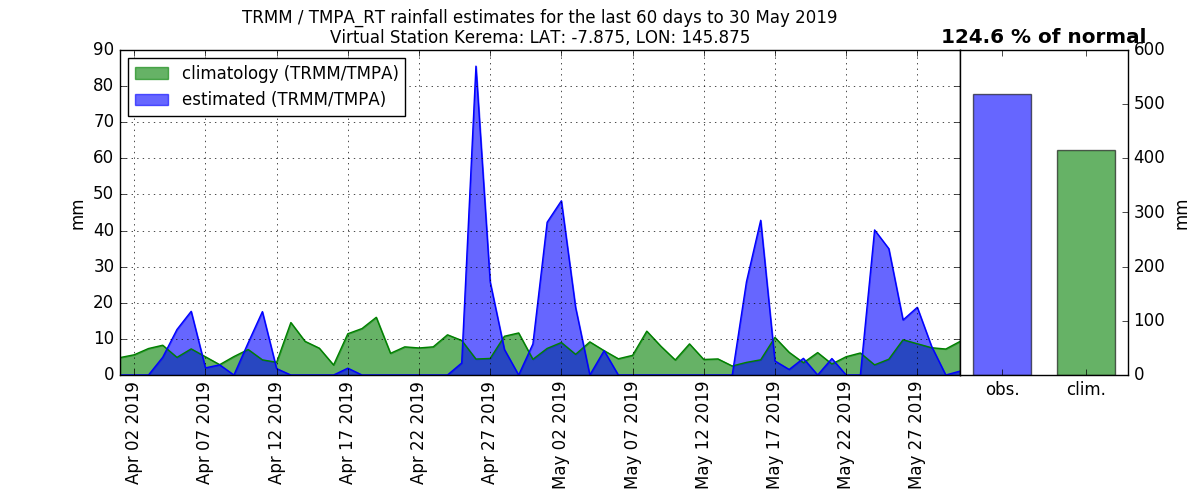 TRMM / TMPA_RT rainfall estimates for the last 60 days to 30 May 2019
Virtual Station Kerema: LAT: -7.875, LON: 145.875
124.6 % of normal
climatology (TRMM/TMPA)
estimated (TRMM/TMPA)
mm
90
80
70
60
50
40
30
20
10
0
Apr 02 2019
Apr 07 2019
Apr 12 2019
Apr 17 2019
Apr 22 2019
Apr 27 2019
May 02 2019
May 07 2019
May 12 2019
May 17 2019
May 22 2019
May 27 2019
600
500
400
300
200
100
0
mm
obs.
clim.